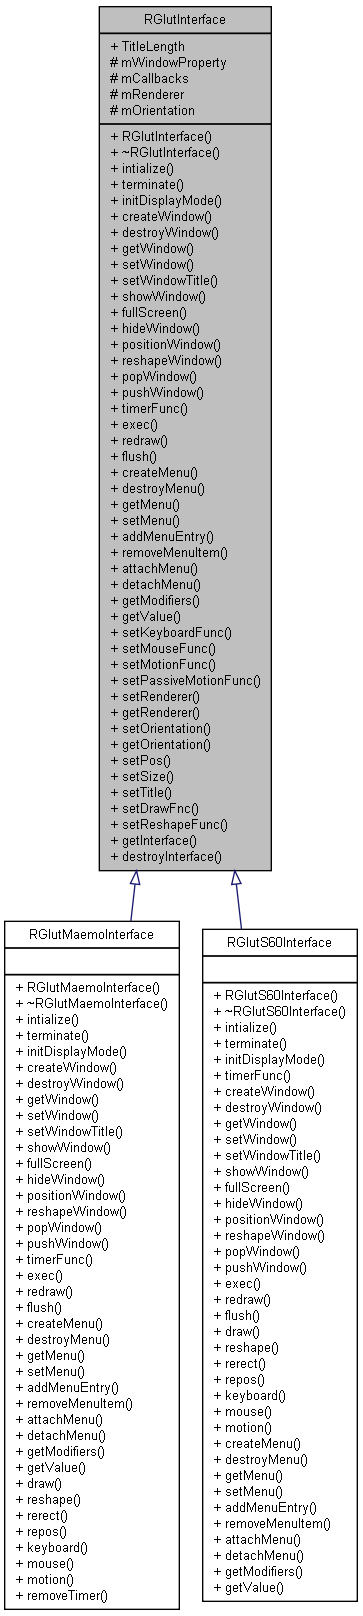 RGlutInterface
+ TitleLength
# mWindowProperty
# mCallbacks
# mRenderer
# mOrientation
+ RGlutInterface()
+ ~RGlutInterface()
+ intialize()
+ terminate()
+ initDisplayMode()
+ createWindow()
+ destroyWindow()
+ getWindow()
+ setWindow()
+ setWindowTitle()
+ showWindow()
+ fullScreen()
+ hideWindow()
+ positionWindow()
+ reshapeWindow()
+ popWindow()
+ pushWindow()
+ timerFunc()
+ exec()
+ redraw()
+ flush()
+ createMenu()
+ destroyMenu()
+ getMenu()
+ setMenu()
+ addMenuEntry()
+ removeMenuItem()
+ attachMenu()
+ detachMenu()
+ getModifiers()
+ getValue()
+ setKeyboardFunc()
+ setMouseFunc()
+ setMotionFunc()
+ setPassiveMotionFunc()
+ setRenderer()
+ getRenderer()
+ setOrientation()
+ getOrientation()
+ setPos()
+ setSize()
+ setTitle()
+ setDrawFnc()
+ setReshapeFunc()
+ getInterface()
+ destroyInterface()
RGlutMaemoInterface
+ RGlutMaemoInterface()
+ ~RGlutMaemoInterface()
+ intialize()
+ terminate()
+ initDisplayMode()
+ createWindow()
+ destroyWindow()
+ getWindow()
+ setWindow()
+ setWindowTitle()
+ showWindow()
+ fullScreen()
+ hideWindow()
+ positionWindow()
+ reshapeWindow()
+ popWindow()
+ pushWindow()
+ timerFunc()
+ exec()
+ redraw()
+ flush()
+ createMenu()
+ destroyMenu()
+ getMenu()
+ setMenu()
+ addMenuEntry()
+ removeMenuItem()
+ attachMenu()
+ detachMenu()
+ getModifiers()
+ getValue()
+ draw()
+ reshape()
+ rerect()
+ repos()
+ keyboard()
+ mouse()
+ motion()
+ removeTimer()
RGlutS60Interface
+ RGlutS60Interface()
+ ~RGlutS60Interface()
+ intialize()
+ terminate()
+ initDisplayMode()
+ timerFunc()
+ createWindow()
+ destroyWindow()
+ getWindow()
+ setWindow()
+ setWindowTitle()
+ showWindow()
+ fullScreen()
+ hideWindow()
+ positionWindow()
+ reshapeWindow()
+ popWindow()
+ pushWindow()
+ exec()
+ redraw()
+ flush()
+ draw()
+ reshape()
+ rerect()
+ repos()
+ keyboard()
+ mouse()
+ motion()
+ createMenu()
+ destroyMenu()
+ getMenu()
+ setMenu()
+ addMenuEntry()
+ removeMenuItem()
+ attachMenu()
+ detachMenu()
+ getModifiers()
+ getValue()